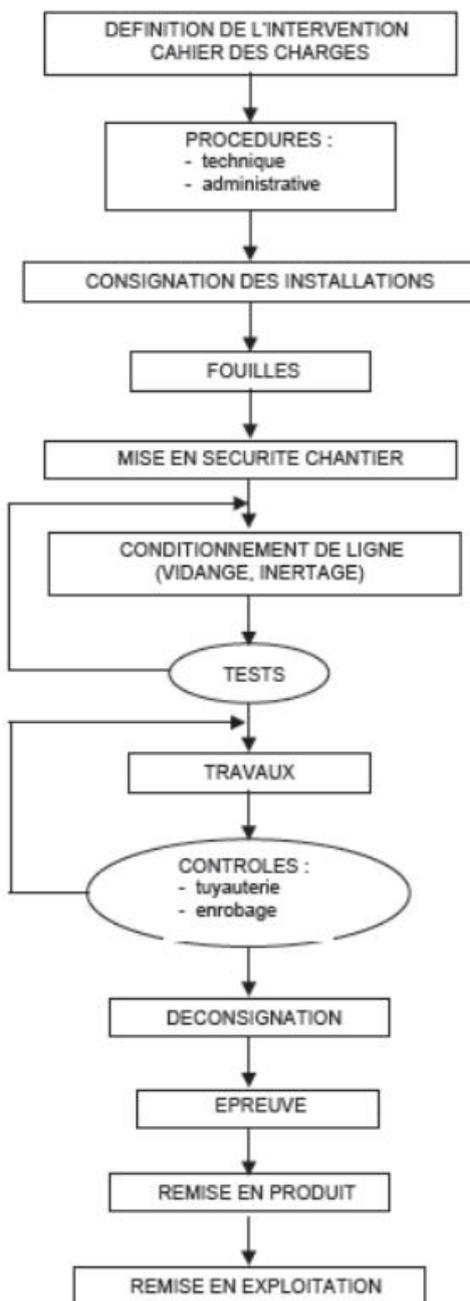 DEFINITION DE L'INTERVENTION
CAHIER DES CHARGES
PROCEDURES :
- technique
- administrative
CONSIGNATION DES INSTALLATIONS
FOUILLES
MISE EN SECURITE CHANTIER
CONDITIONNEMENT DE LIGNE
(VIDANGE, INERTAGE)
TESTS
TRAVAUX
CONTROLES :
- tuyauterie
- enrobage
DECONSIGNATION
EPREUVE
REMISE EN PRODUIT
REMISE EN EXPLOITATION